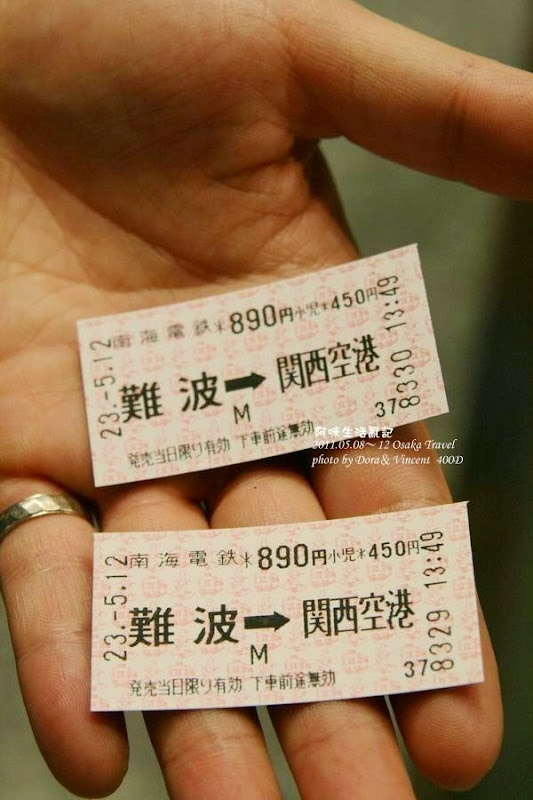 南海電鉄 ＊890円小児＊450円
難波➡関西空港
M
発売当日限り有効 下車前途無効
23.-5.12
378330 13:49
阿咪生活亂記
2011.05.08～12 Osaka Travel
photo by Dora & Vincent 400D
南海電鉄 ＊890円小児＊450円
難波➡関西空港
M
発売当日限り有効 下車前途無効
23.-5.12
378329 13:49